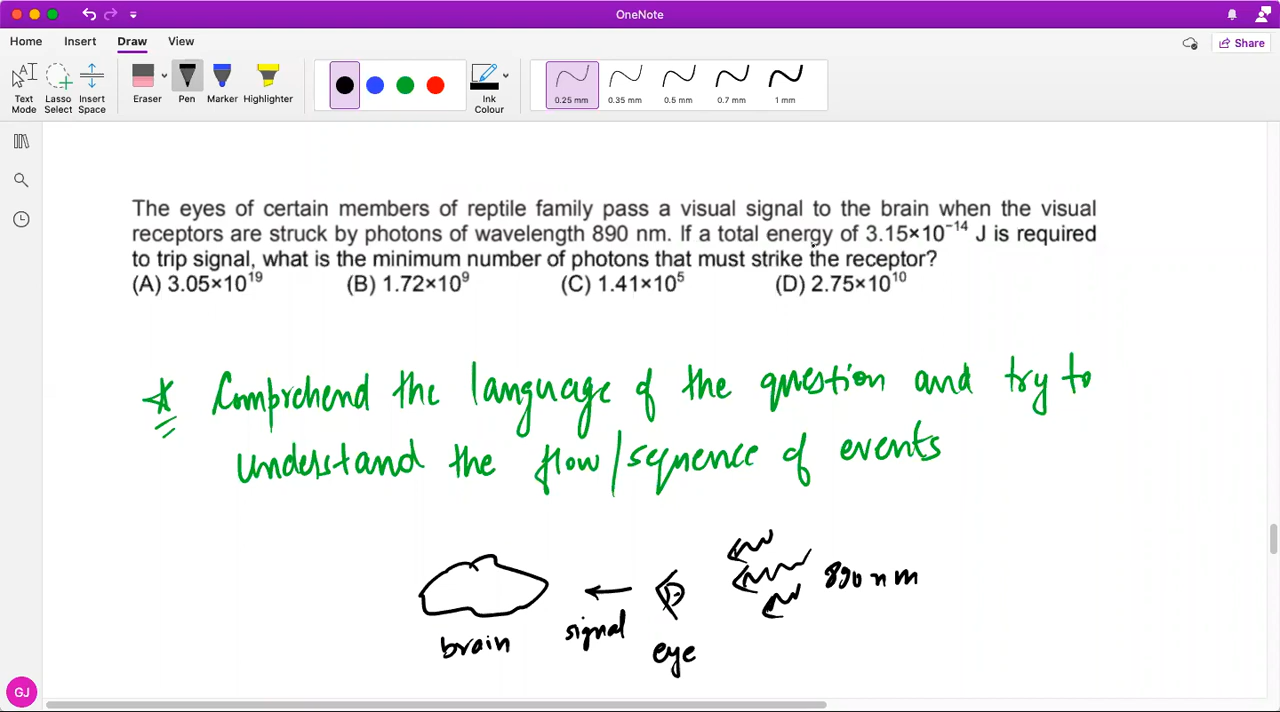 OneNote
Home Insert Draw View
Share
Text Mode
Lasso Select
Insert Space
Eraser
Pen
Marker
Highlighter
Ink Colour
0.25 mm
0.35 mm
0.5 mm
0.7 mm
1 mm
The eyes of certain members of reptile family pass a visual signal to the brain when the visual
receptors are struck by photons of wavelength 890 nm. If a total energy of 3.15×10⁻¹⁴ J is required
to trip signal, what is the minimum number of photons that must strike the receptor?
(A) 3.05×10¹⁹ (B) 1.72×10⁹ (C) 1.41×10⁵ (D) 2.75×10¹⁰
Comprehend the language of the question and try to
understand the flow/sequence of events
890 nm
brain
signal
eye
GJ